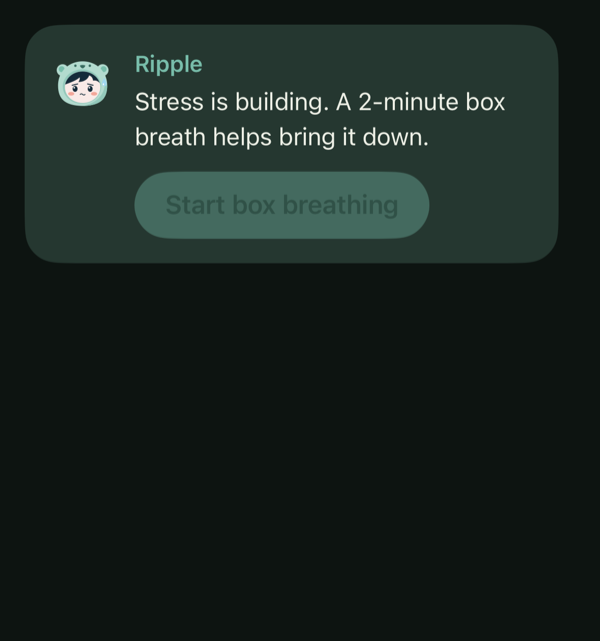 Ripple
Stress is building. A 2-minute box
breath helps bring it down.
Start box breathing